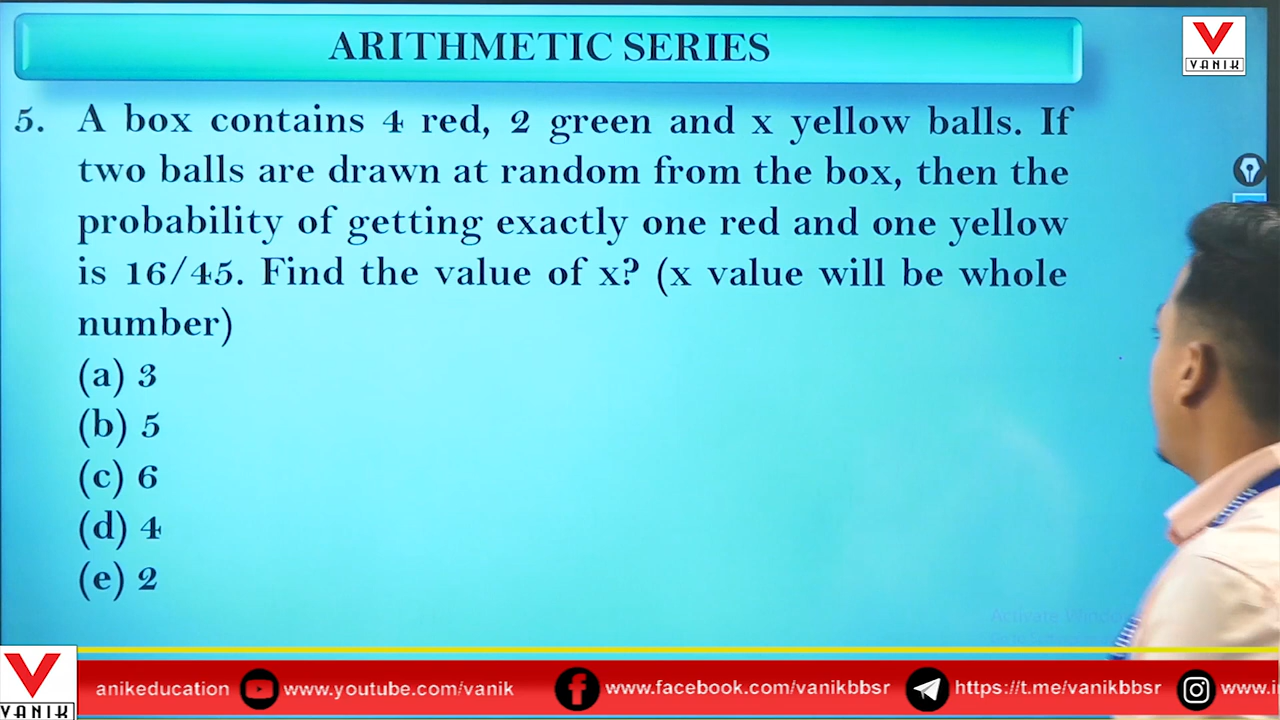 ARITHMETIC SERIES
VANIK
5. A box contains 4 red, 2 green and x yellow balls. If
two balls are drawn at random from the box, then the
probability of getting exactly one red and one yellow
is 16/45. Find the value of x? (x value will be whole
number)
(a) 3
(b) 5
(c) 6
(d) 4
(e) 2
VANIK
anikeducation www.youtube.com/vanik www.facebook.com/vanikbbsr https://t.me/vanikbbsr